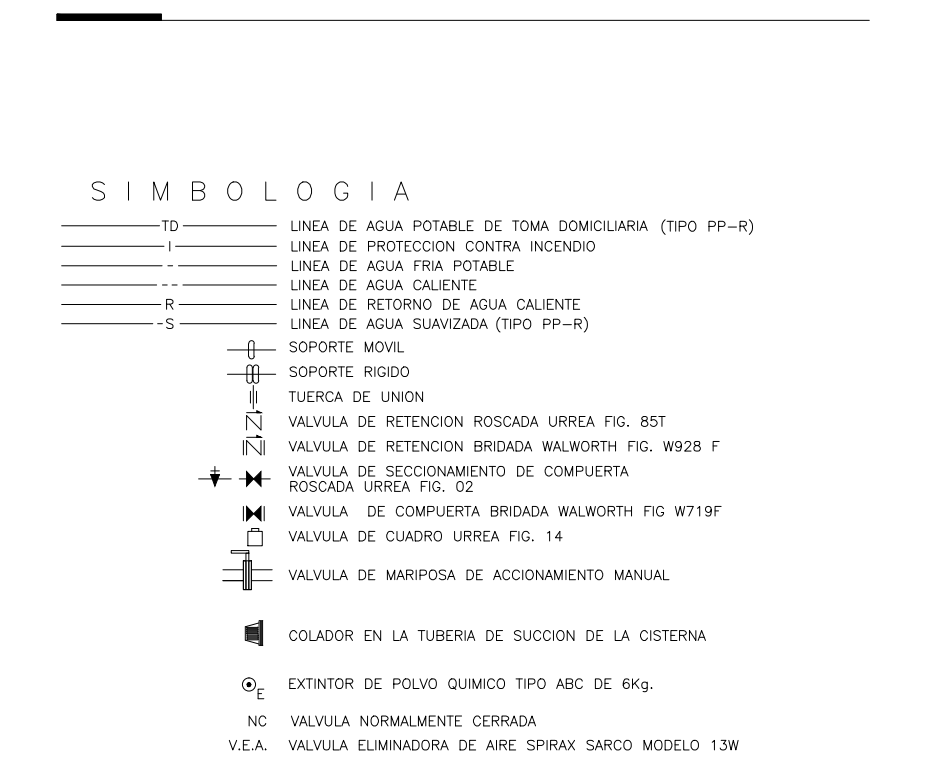 S I M B O L O G I A
TD LINEA DE AGUA POTABLE DE TOMA DOMICILIARIA (TIPO PP-R)
I LINEA DE PROTECCION CONTRA INCENDIO
- LINEA DE AGUA FRIA POTABLE
- - LINEA DE AGUA CALIENTE
R LINEA DE RETORNO DE AGUA CALIENTE
-S LINEA DE AGUA SUAVIZADA (TIPO PP-R)
SOPORTE MOVIL
SOPORTE RIGIDO
TUERCA DE UNION
VALVULA DE RETENCION ROSCADA URREA FIG. 85T
VALVULA DE RETENCION BRIDADA WALWORTH FIG. W928 F
VALVULA DE SECCIONAMIENTO DE COMPUERTA
ROSCADA URREA FIG. 02
VALVULA DE COMPUERTA BRIDADA WALWORTH FIG W719F
VALVULA DE CUADRO URREA FIG. 14
VALVULA DE MARIPOSA DE ACCIONAMIENTO MANUAL
COLADOR EN LA TUBERIA DE SUCCION DE LA CISTERNA
E EXTINTOR DE POLVO QUIMICO TIPO ABC DE 6Kg.
NC VALVULA NORMALMENTE CERRADA
V.E.A. VALVULA ELIMINADORA DE AIRE SPIRAX SARCO MODELO 13W